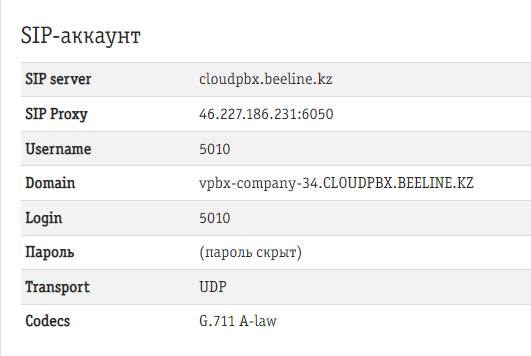 SIP-аккаунт
SIP server cloudpbx.beeline.kz
SIP Proxy 46.227.186.231:6050
Username 5010
Domain vpbx-company-34.CLOUDPBX.BEELINE.KZ
Login 5010
Пароль (пароль скрыт)
Transport UDP
Codecs G.711 A-law